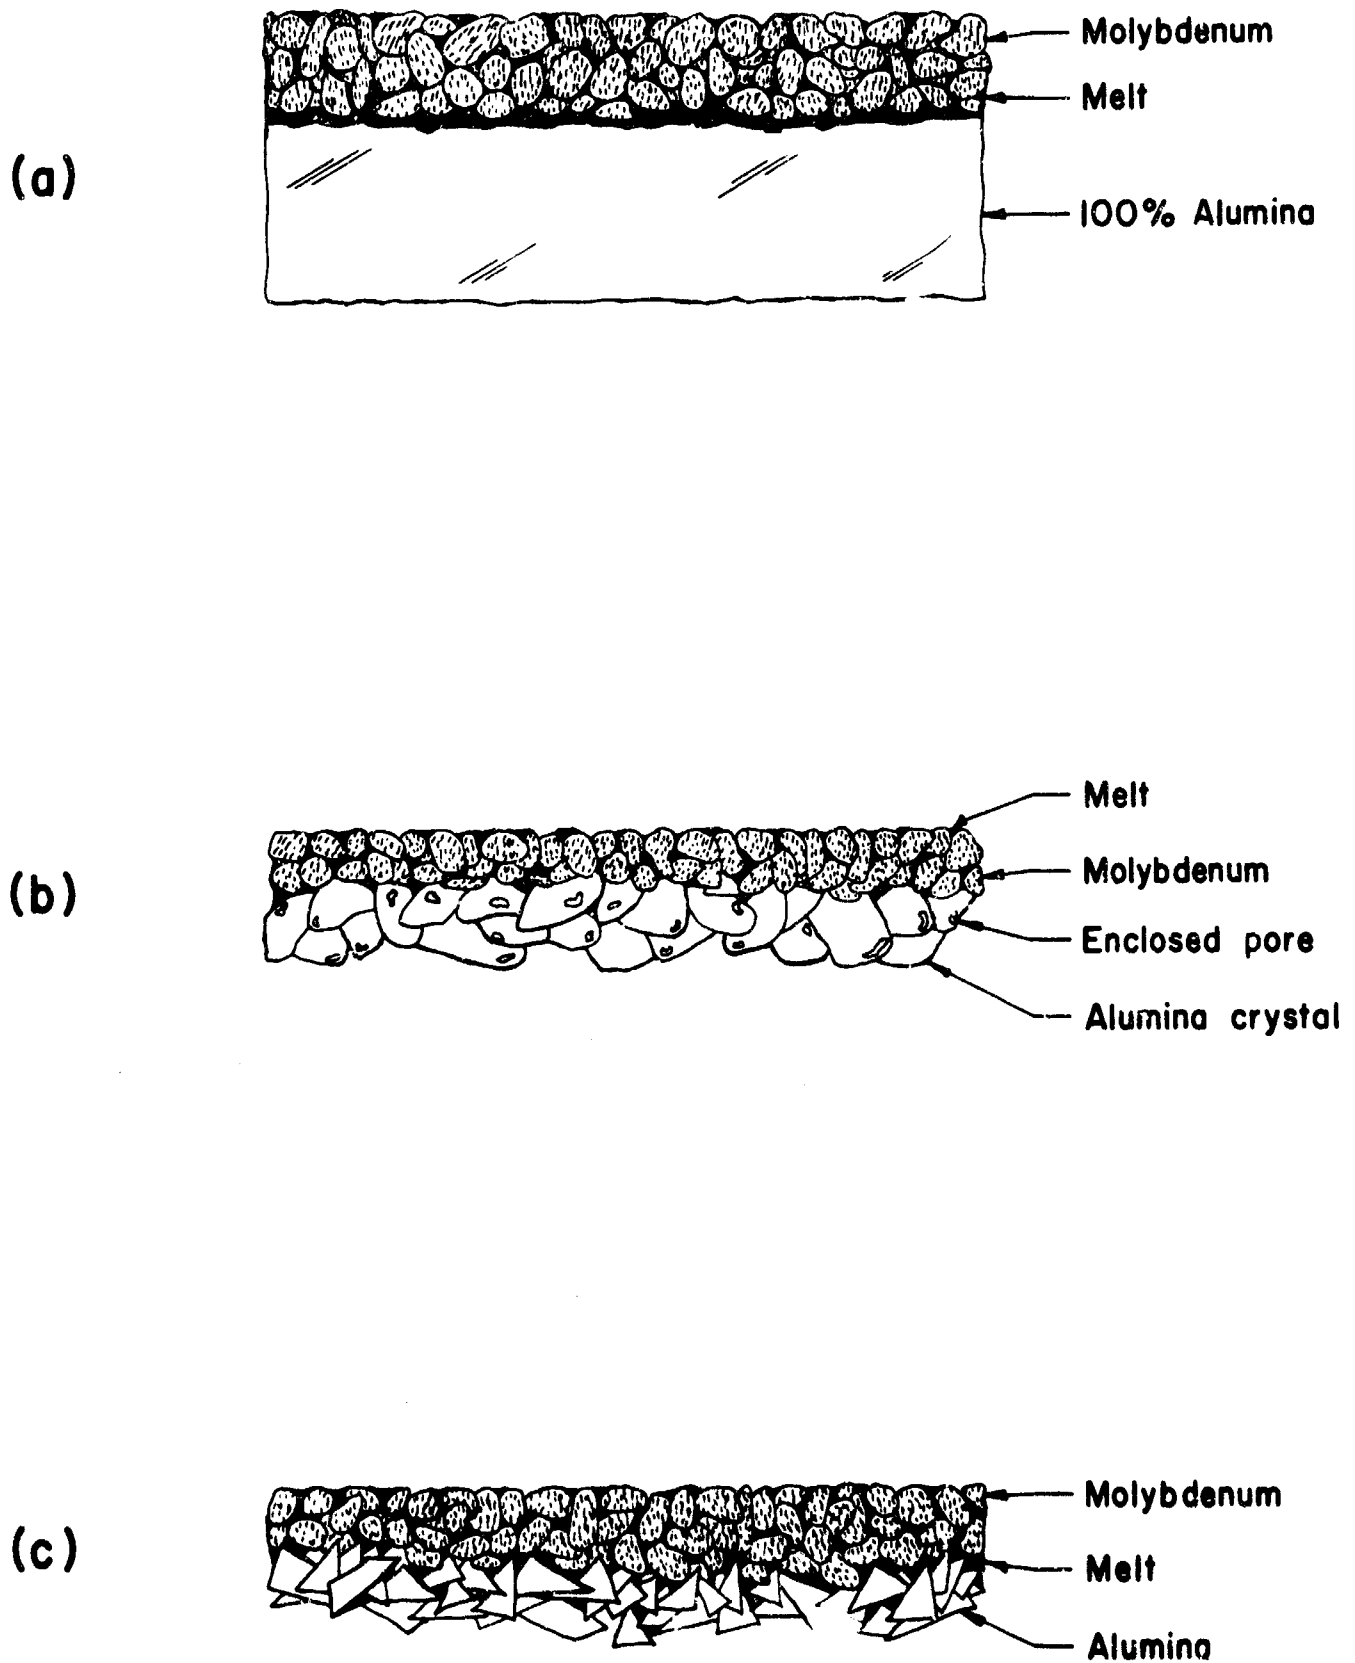 (a)
Molybdenum
Melt
100% Alumina
(b)
Melt
Molybdenum
Enclosed pore
Alumina crystal
(c)
Molybdenum
Melt
Alumina